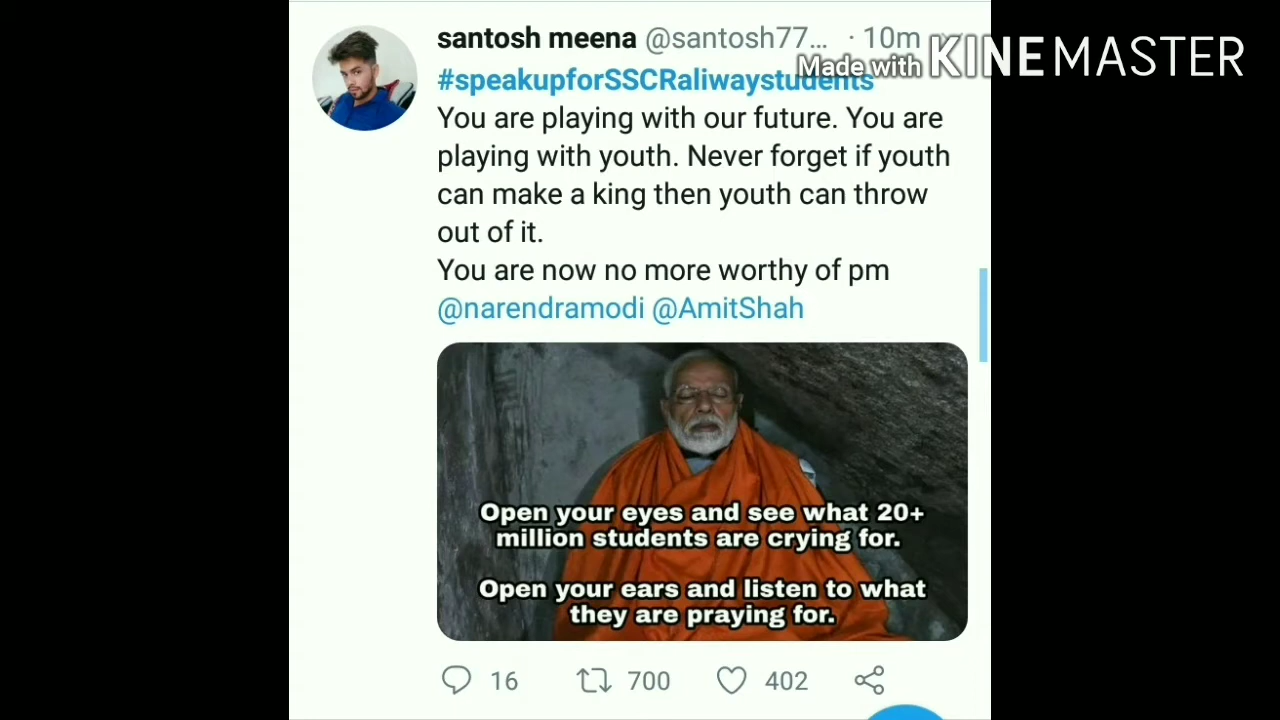 santosh meena @santosh77... · 10m
Made with KINEMASTER
#speakupforSSCRaliwaystudents
You are playing with our future. You are
playing with youth. Never forget if youth
can make a king then youth can throw
out of it.
You are now no more worthy of pm
@narendramodi @AmitShah
Open your eyes and see what 20+
million students are crying for.
Open your ears and listen to what
they are praying for.
16 700 402